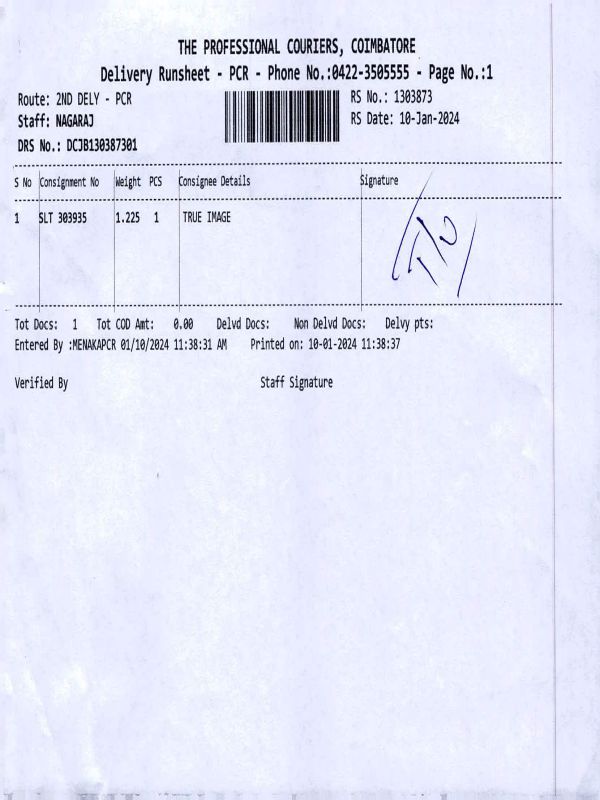 THE PROFESSIONAL COURIERS, COIMBATORE
Delivery Runsheet - PCR - Phone No.:0422-3505555 - Page No.:1
Route: 2ND DELY - PCR RS No.: 1303873
Staff: NAGARAJ RS Date: 10-Jan-2024
DRS No.: DCJB130387301
S No Consignment No Weight PCS Consignee Details Signature
1 SLT 303935 1.225 1 TRUE IMAGE
Tot Docs: 1 Tot COD Amt: 0.00 Delvd Docs: Non Delvd Docs: Delvy pts:
Entered By :MENAKAPCR 01/10/2024 11:38:31 AM Printed on: 10-01-2024 11:38:37
Verified By Staff Signature